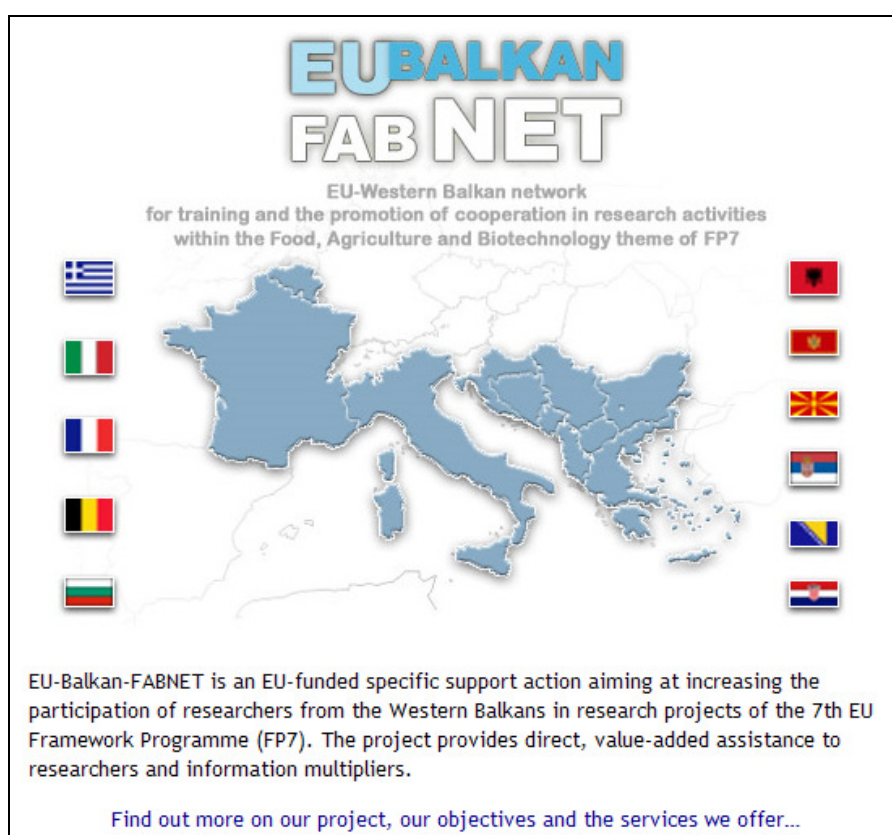 EU BALKAN
FAB NET
EU-Western Balkan network
for training and the promotion of cooperation in research activities
within the Food, Agriculture and Biotechnology theme of FP7
EU-Balkan-FABNET is an EU-funded specific support action aiming at increasing the
participation of researchers from the Western Balkans in research projects of the 7th EU
Framework Programme (FP7). The project provides direct, value-added assistance to
researchers and information multipliers.
Find out more on our project, our objectives and the services we offer...